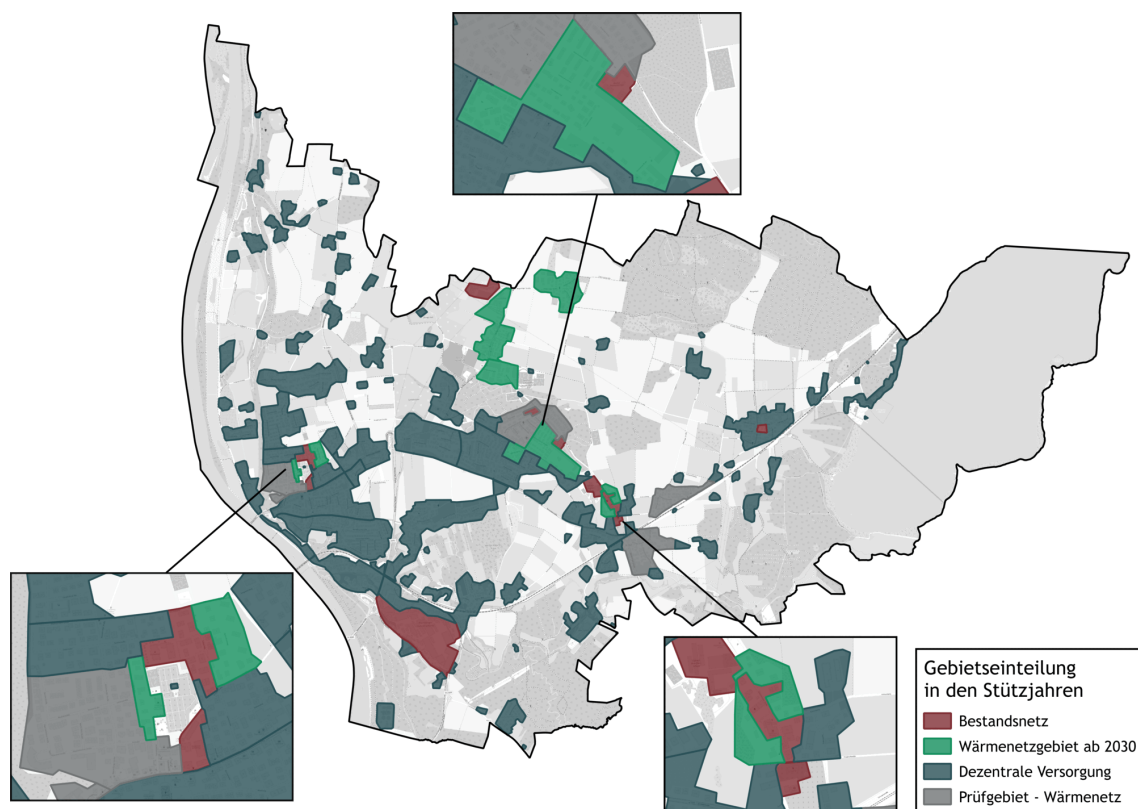 Gebietseinteilung
in den Stützjahren
Bestandsnetz
Wärmenetzgebiet ab 2030
Dezentrale Versorgung
Prüfgebiet - Wärmenetz